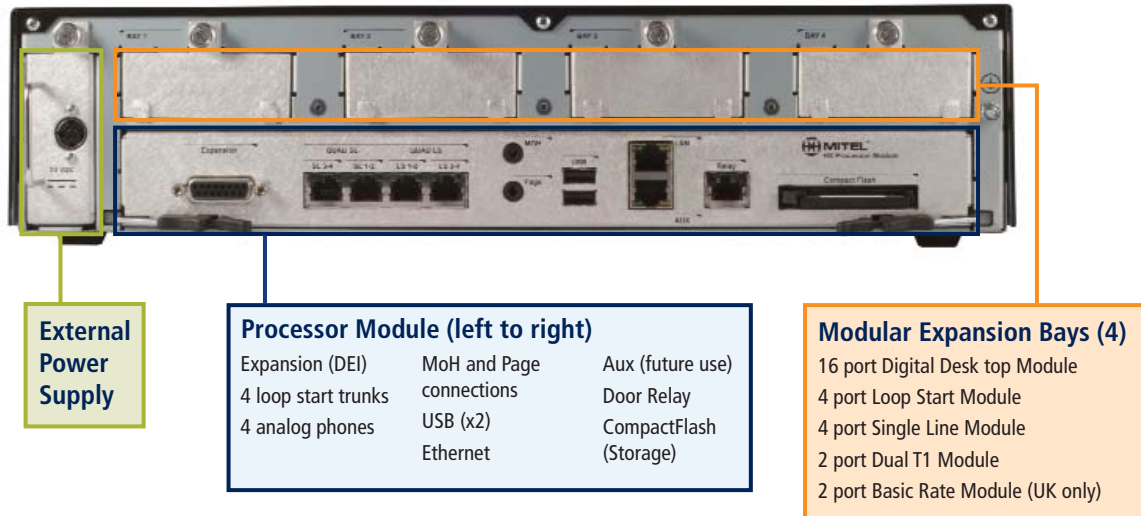 BAY 1
BAY 2
BAY 3
BAY 4
Expansion
QUAD SL
QUAD LS
SL 3-4
SL 1-2
LS 1-2
LS 3-4
MOH
Page
USB
LAN
AUX
Relay
MITEL
HX Processor Module
Compact Flash
External
Power
Supply
Processor Module (left to right)
Expansion (DEI)
4 loop start trunks
4 analog phones
MoH and Page
connections
USB (x2)
Ethernet
Aux (future use)
Door Relay
CompactFlash
(Storage)
Modular Expansion Bays (4)
16 port Digital Desk top Module
4 port Loop Start Module
4 port Single Line Module
2 port Dual T1 Module
2 port Basic Rate Module (UK only)